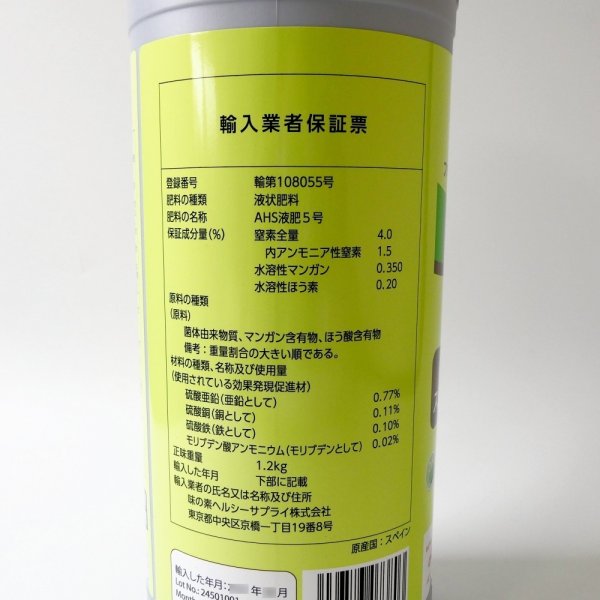 輸入業者保証票
登録番号 輸第108055号
肥料の種類 液状肥料
肥料の名称 AHS液肥5号
保証成分量(%) 窒素全量 4.0
内アンモニア性窒素 1.5
水溶性マンガン 0.350
水溶性ほう素 0.20
原料の種類
(原料)
菌体由来物質、マンガン含有物、ほう酸含有物
備考：重量割合の大きい順である。
材料の種類、名称及び使用量
(使用されている効果発現促進材)
硫酸亜鉛(亜鉛として) 0.77%
硫酸銅(銅として) 0.11%
硫酸鉄(鉄として) 0.10%
モリブデン酸アンモニウム(モリブデンとして) 0.02%
正味重量 1.2kg
輸入した年月 下部に記載
輸入業者の氏名又は名称及び住所
味の素ヘルシーサプライ株式会社
東京都中央区京橋一丁目19番8号
原産国：スペイン
輸入した年月：2 年 月
Lot No.: 24501001
Month